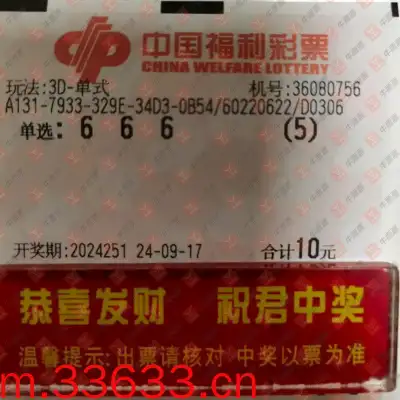 中国福利彩票
CHINA WELFARE LOTTERY
玩法:3D-单式 机号:36080756
A131-7933-329E-34D3-0B54/60220622/D0306
单选: 6 6 6 (5)
开奖期:2024251 24-09-17 合计10元
恭喜发财 祝君中奖
温馨提示:出票请核对 中奖以票为准
m.33633.cn